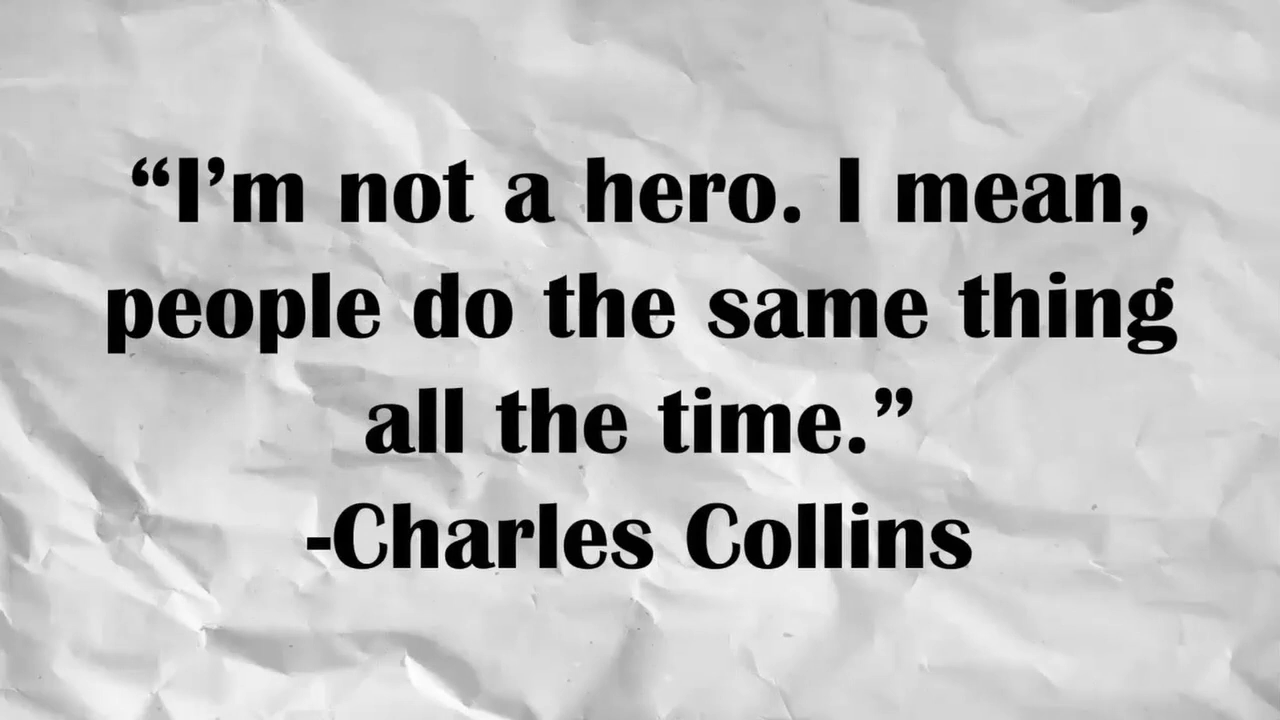 “I’m not a hero. I mean,
people do the same thing
all the time.”
-Charles Collins